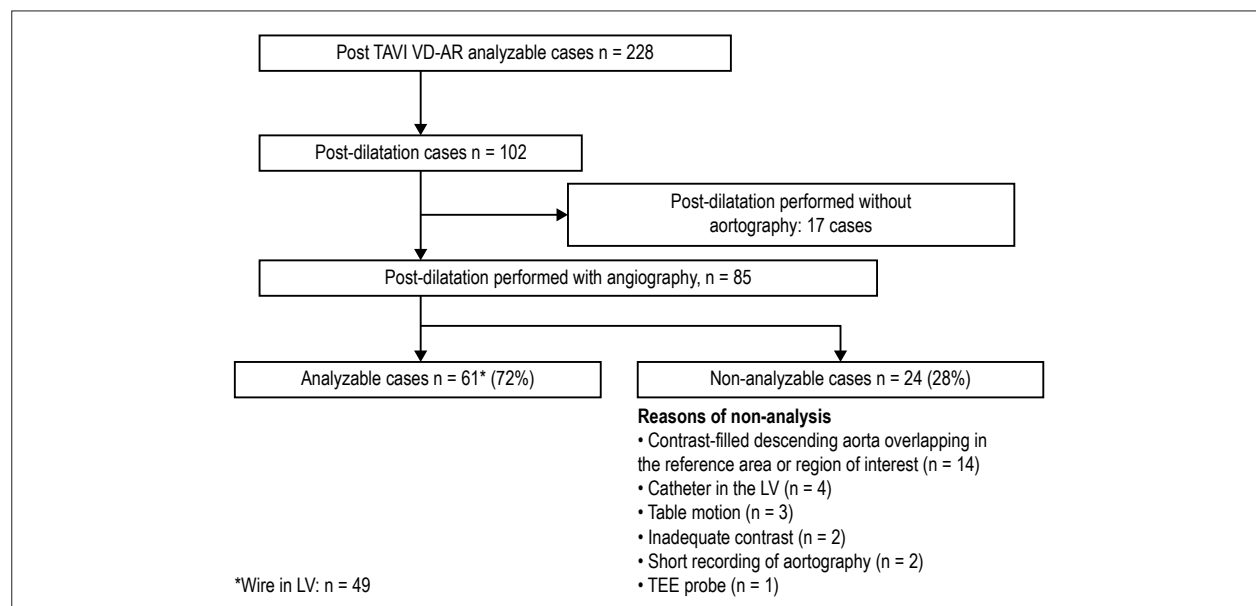 Post TAVI VD-AR analyzable cases n = 228
Post-dilatation cases n = 102
Post-dilatation performed without
aortography: 17 cases
Post-dilatation performed with angiography, n = 85
Analyzable cases n = 61* (72%)
Non-analyzable cases n = 24 (28%)
Reasons of non-analysis
• Contrast-filled descending aorta overlapping in
the reference area or region of interest (n = 14)
• Catheter in the LV (n = 4)
• Table motion (n = 3)
• Inadequate contrast (n = 2)
• Short recording of aortography (n = 2)
• TEE probe (n = 1)
*Wire in LV: n = 49